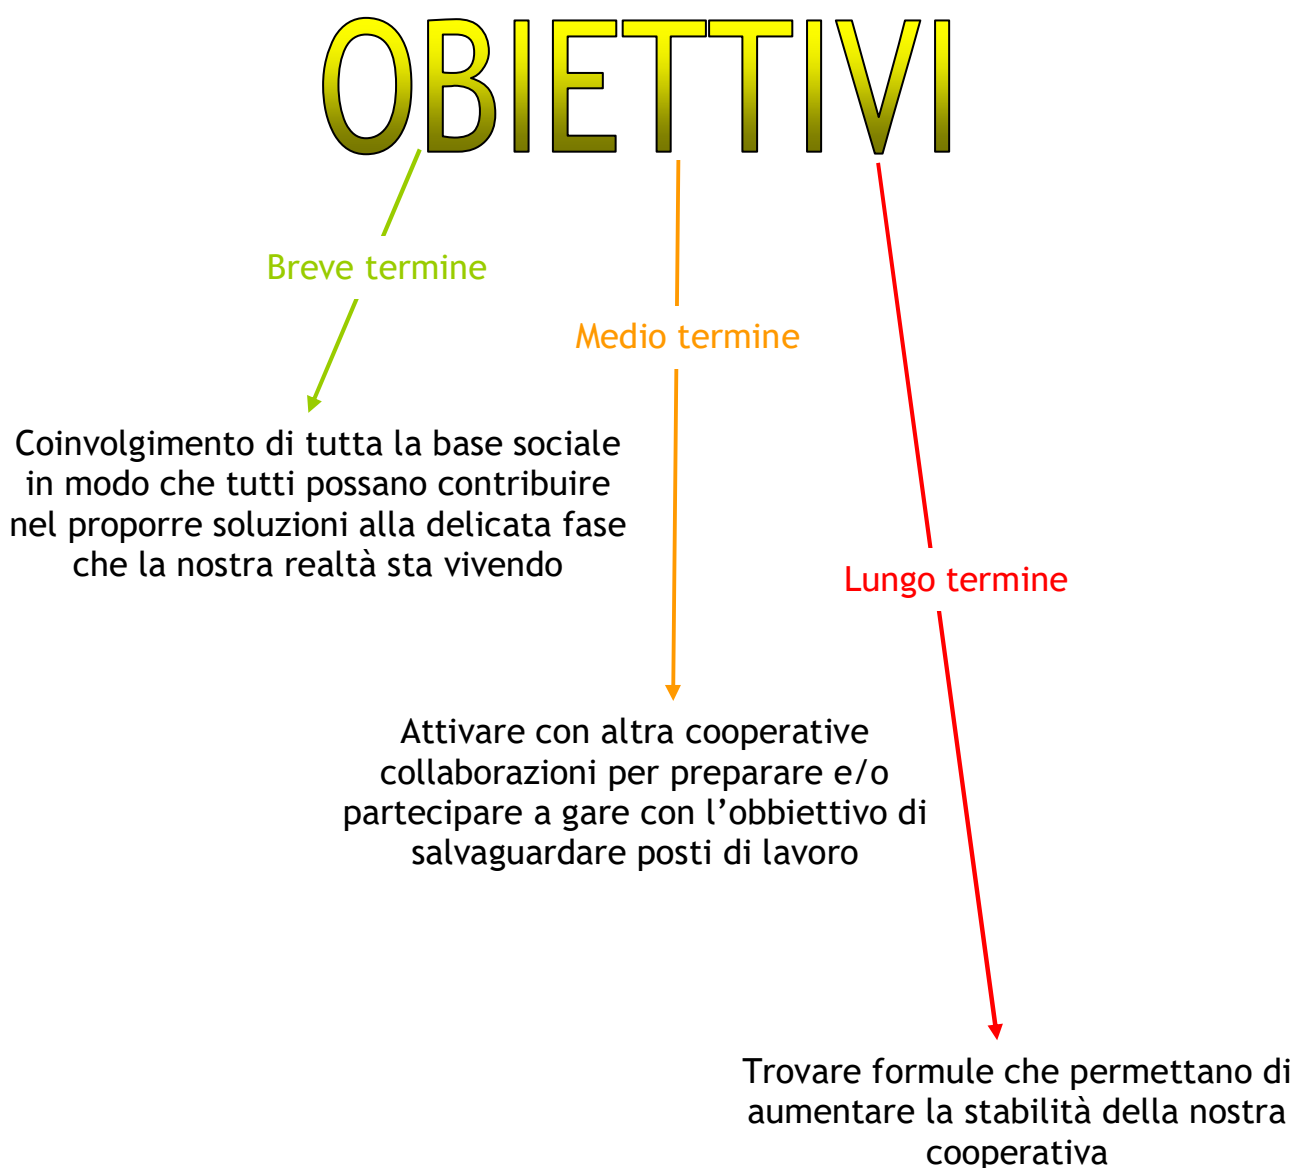 OBIETTIVI
Breve termine
Medio termine
Coinvolgimento di tutta la base sociale
in modo che tutti possano contribuire
nel proporre soluzioni alla delicata fase
che la nostra realtà sta vivendo
Lungo termine
Attivare con altra cooperative
collaborazioni per preparare e/o
partecipare a gare con l’obbiettivo di
salvaguardare posti di lavoro
Trovare formule che permettano di
aumentare la stabilità della nostra
cooperativa